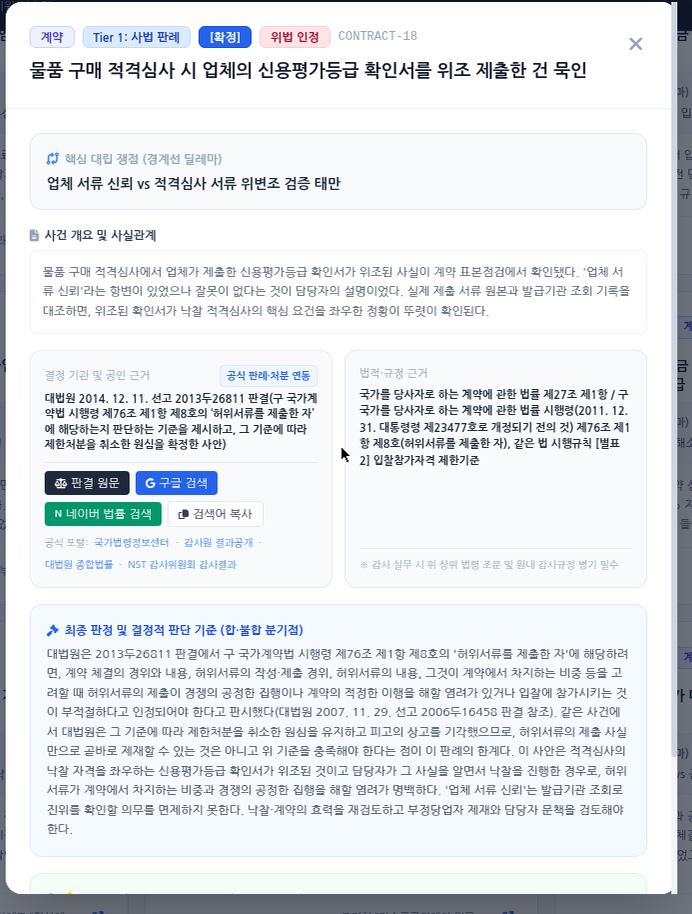 계약 Tier 1: 사법 판례 [확정] 위법 인정 CONTRACT-18
물품 구매 적격심사 시 업체의 신용평가등급 확인서를 위조 제출한 건 묵인
핵심 대립 쟁점 (경계선 딜레마)
업체 서류 신뢰 vs 적격심사 서류 위변조 검증 태만
사건 개요 및 사실관계
물품 구매 적격심사에서 업체가 제출한 신용평가등급 확인서가 위조된 사실이 계약 표본점검에서 확인됐다. '업체 서
류 신뢰'라는 항변이 있었으나 잘못이 없다는 것이 담당자의 설명이었다. 실제 제출 서류 원본과 발급기관 조회 기록을
대조하면, 위조된 확인서가 낙찰 적격심사의 핵심 요건을 좌우한 정황이 뚜렷이 확인된다.
결정 기관 및 공인 근거
공식 판례·처분 연동
대법원 2014. 12. 11. 선고 2013두26811 판결(구 국가계
약법 시행령 제76조 제1항 제8호의 '허위서류를 제출한 자'
에 해당하는지 판단하는 기준을 제시하고, 그 기준에 따라
제한처분을 취소한 원심을 확정한 사안)
판결 원문
G 구글 검색
N 네이버 법률 검색
검색어 복사
공식 포털: 국가법령정보센터 · 감사원 결과공개 ·
대법원 종합법률 · NST 감사위원회 감사결과
법적·규정 근거
국가를 당사자로 하는 계약에 관한 법률 제27조 제1항 / 구
국가를 당사자로 하는 계약에 관한 법률 시행령(2011. 12.
31. 대통령령 제23477호로 개정되기 전의 것) 제76조 제1
항 제8호(허위서류를 제출한 자), 같은 법 시행규칙 [별표
2] 입찰참가자격 제한기준
※ 감사 실무 시 위 상위 법령 조문 및 원내 감사규정 병기 필수
최종 판정 및 결정적 판단 기준 (합·불합 분기점)
대법원은 2013두26811 판결에서 구 국가계약법 시행령 제76조 제1항 제8호의 '허위서류를 제출한 자'에 해당하려
면, 계약 체결의 경위와 내용, 허위서류의 작성·제출 경위, 허위서류의 내용, 그것이 계약에서 차지하는 비중 등을 고
려할 때 허위서류의 제출이 경쟁의 공정한 집행이나 계약의 적정한 이행을 해할 염려가 있거나 입찰에 참가시키는 것
이 부적절하다고 인정되어야 한다고 판시했다(대법원 2007. 11. 29. 선고 2006두16458 판결 참조). 같은 사건에
서 대법원은 그 기준에 따라 제한처분을 취소한 원심을 유지하고 피고의 상고를 기각했으므로, 허위서류의 제출 사실
만으로 곧바로 제재할 수 있는 것은 아니고 위 기준을 충족해야 한다는 점이 이 판례의 한계다. 이 사안은 적격심사의
낙찰 자격을 좌우하는 신용평가등급 확인서가 위조된 것이고 담당자가 그 사실을 알면서 낙찰을 진행한 경우로, 허위
서류가 계약에서 차지하는 비중과 경쟁의 공정한 집행을 해할 염려가 명백하다. '업체 서류 신뢰'는 발급기관 조회로
진위를 확인할 의무를 면제하지 못한다. 낙찰·계약의 효력을 재검토하고 부정당업자 제재와 담당자 문책을 검토해야
한다.